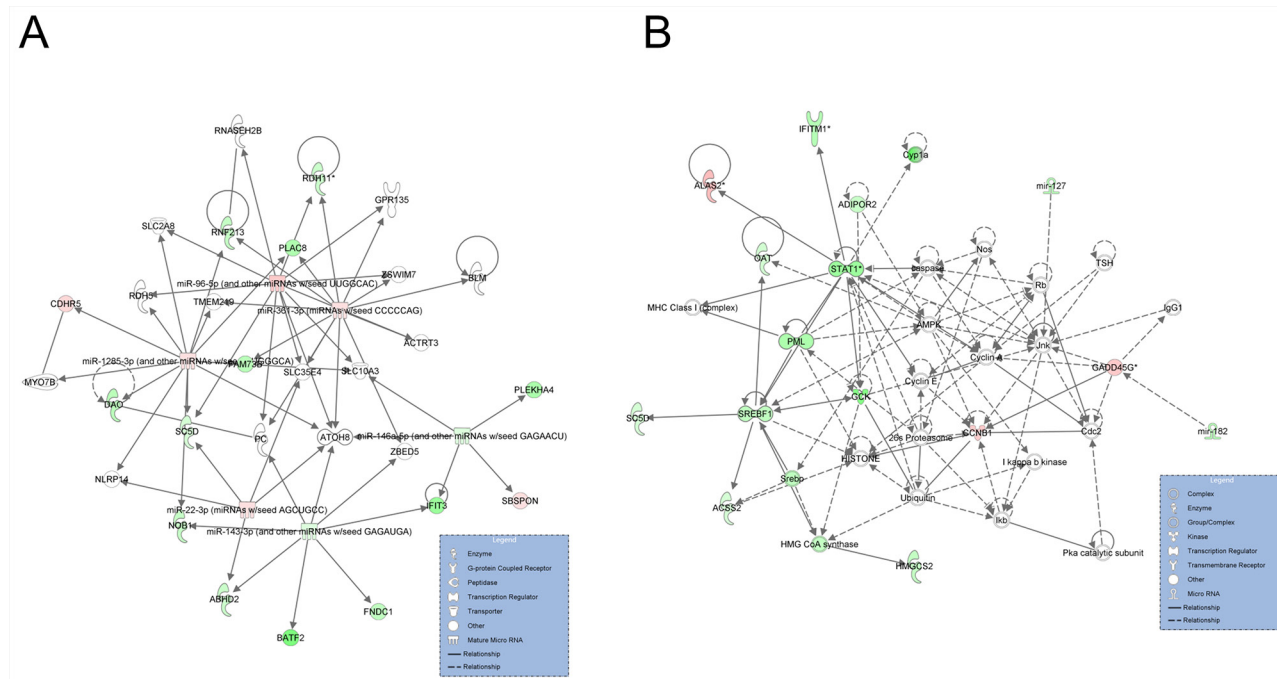 A
RNASEH2B
RDH11*
GPR135
SLC2A8
RNF213
PLAC8
ZSWIM7
BLM
miR-96-5p (and other miRNAs w/seed UUGGCAC)
RDH5
TMEM219
CDHR5
miR-361-3p (miRNAs w/seed CCCCCAG)
ACTRT3
miR-1285-3p (and other miRNAs w/seed
FAM73B
SLC35E4
SLC10A3
MYO7B
PLEKHA4
DAO
SC5D
PC
ATOH8
miR-146a-5p (and other miRNAs w/seed GAGAACU)
ZBED5
NLRP14
IFIT3
SBSPON
miR-22-3p (miRNAs w/seed AGCUGCC)
NOB1
miR-143-3p (and other miRNAs w/seed GAGAUGA)
ABHD2
FNDC1
BATF2
Legend
Enzyme
G-protein Coupled Receptor
Peptidase
Transcription Regulator
Transporter
Other
Mature Micro RNA
Relationship
Relationship
B
IFITM1*
Cyp1a
ALAS2*
mir-127
ADIPOR2
OAT
STAT1*
caspase
Nos
TSH
Rb
MHC Class I (complex)
IgG1
AMPK
PML
Cyclin A
Jnk
GADD45G*
Cyclin E
GCK
SC5D
SREBF1
26s Proteasome
CCNB1
Cdc2
mir-182
HISTONE
I kappa b kinase
Srebp
ACSS2
Ubiquitin
Ikb
HMG CoA synthase
Pka catalytic subunit
HMGCS2
Legend
Complex
Enzyme
Group/Complex
Kinase
Transcription Regulator
Transmembrane Receptor
Other
Micro RNA
Relationship
Relationship